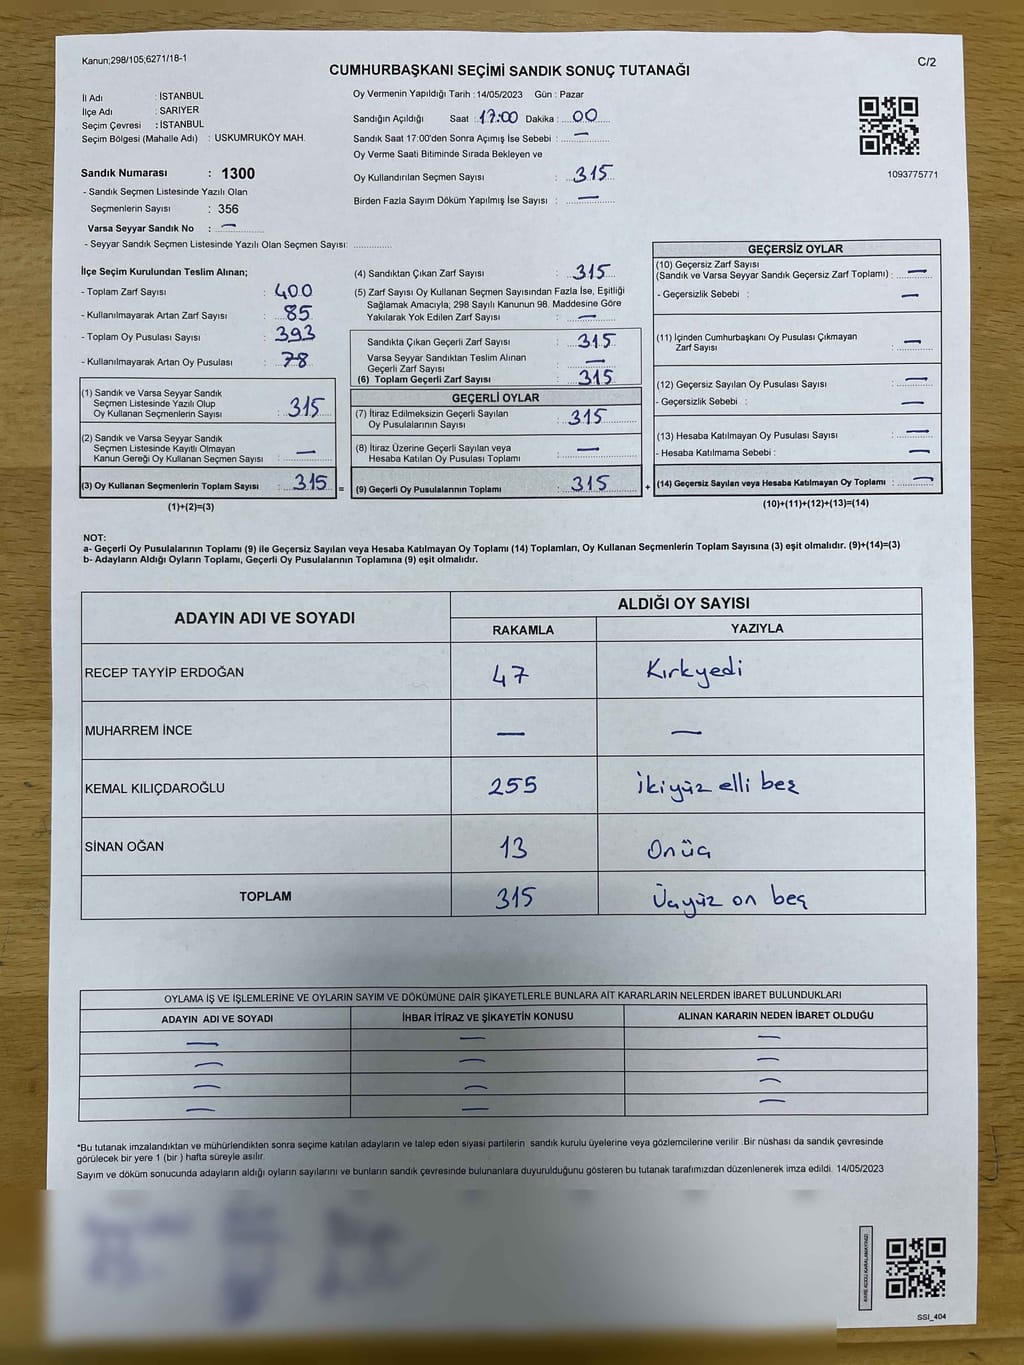 Kanun;298/105;6271/18-1
C/2
CUMHURBAŞKANI SEÇİMİ SANDIK SONUÇ TUTANAĞI
İl Adı : İSTANBUL
İlçe Adı : SARIYER
Seçim Çevresi : İSTANBUL
Seçim Bölgesi (Mahalle Adı) : USKUMRUKÖY MAH.
Oy Vermenin Yapıldığı Tarih : 14/05/2023 Gün : Pazar
Sandığın Açıldığı Saat : 17:00 Dakika : 00
Sandık Saat 17:00'den Sonra Açımış İse Sebebi : —
Oy Verme Saati Bitiminde Sırada Bekleyen ve
Oy Kullandırılan Seçmen Sayısı : 315
Birden Fazla Sayım Döküm Yapılmış İse Sayısı : —
1093775771
Sandık Numarası : 1300
- Sandık Seçmen Listesinde Yazılı Olan
Seçmenlerin Sayısı : 356
Varsa Seyyar Sandık No : —
- Seyyar Sandık Seçmen Listesinde Yazılı Olan Seçmen Sayısı:
İlçe Seçim Kurulundan Teslim Alınan;
- Toplam Zarf Sayısı : 400
- Kullanılmayarak Artan Zarf Sayısı : 85
- Toplam Oy Pusulası Sayısı : 393
- Kullanılmayarak Artan Oy Pusulası : 78
(1) Sandık ve Varsa Seyyar Sandık
Seçmen Listesinde Yazılı Olup
Oy Kullanan Seçmenlerin Sayısı : 315
(2) Sandık ve Varsa Seyyar Sandık
Seçmen Listesinde Kayıtlı Olmayan
Kanun Gereği Oy Kullanan Seçmen Sayısı : —
(3) Oy Kullanan Seçmenlerin Toplam Sayısı : 315 =
(1)+(2)=(3)
(4) Sandıktan Çıkan Zarf Sayısı : 315
(5) Zarf Sayısı Oy Kullanan Seçmen Sayısından Fazla İse, Eşitliği
Sağlamak Amacıyla; 298 Sayılı Kanunun 98. Maddesine Göre
Yakılarak Yok Edilen Zarf Sayısı : —
Sandıkta Çıkan Geçerli Zarf Sayısı : 315
Varsa Seyyar Sandıktan Teslim Alınan
Geçerli Zarf Sayısı : —
(6) Toplam Geçerli Zarf Sayısı : 315
GEÇERLİ OYLAR
(7) İtiraz Edilmeksizin Geçerli Sayılan
Oy Pusulalarının Sayısı : 315
(8) İtiraz Üzerine Geçerli Sayılan veya
Hesaba Katılan Oy Pusulası Toplamı : —
(9) Geçerli Oy Pusulalarının Toplamı : 315 +
GEÇERSİZ OYLAR
(10) Geçersiz Zarf Sayısı
(Sandık ve Varsa Seyyar Sandık Geçersiz Zarf Toplamı) : —
- Geçersizlik Sebebi : —
(11) İçinden Cumhurbaşkanı Oy Pusulası Çıkmayan
Zarf Sayısı : —
(12) Geçersiz Sayılan Oy Pusulası Sayısı : —
- Geçersizlik Sebebi : —
(13) Hesaba Katılmayan Oy Pusulası Sayısı : —
- Hesaba Katılmama Sebebi : —
(14) Geçersiz Sayılan veya Hesaba Katılmayan Oy Toplamı : —
(10)+(11)+(12)+(13)=(14)
NOT:
a- Geçerli Oy Pusulalarının Toplamı (9) ile Geçersiz Sayılan veya Hesaba Katılmayan Oy Toplamı (14) Toplamları, Oy Kullanan Seçmenlerin Toplam Sayısına (3) eşit olmalıdır. (9)+(14)=(3)
b- Adayların Aldığı Oyların Toplamı, Geçerli Oy Pusulalarının Toplamına (9) eşit olmalıdır.
ADAYIN ADI VE SOYADI ALDIĞI OY SAYISI
RAKAMLA YAZIYLA
RECEP TAYYİP ERDOĞAN 47 Kırkyedi
MUHARREM İNCE — —
KEMAL KILIÇDAROĞLU 255 ikiyüz elli beş
SİNAN OĞAN 13 Onüç
TOPLAM 315 Üçyüz on beş
OYLAMA İŞ VE İŞLEMLERİNE VE OYLARIN SAYIM VE DÖKÜMÜNE DAİR ŞİKAYETLERLE BUNLARA AİT KARARLARIN NELERDEN İBARET BULUNDUKLARI
ADAYIN ADI VE SOYADI İHBAR İTİRAZ VE ŞİKAYETİN KONUSU ALINAN KARARIN NEDEN İBARET OLDUĞU
— — —
— — —
— — —
— — —
*Bu tutanak imzalandıktan ve mühürlendikten sonra seçime katılan adayların ve talep eden siyasi partilerin sandık kurulu üyelerine veya gözlemcilerine verilir .Bir nüshası da sandık çevresinde
görülecek bir yere 1 (bir ) hafta süreyle asılır.
Sayım ve döküm sonucunda adayların aldığı oyların sayılarını ve bunların sandık çevresinde bulunanlara duyurulduğunu gösteren bu tutanak tarafımızdan düzenlenerek imza edildi. 14/05/2023
SSI_404